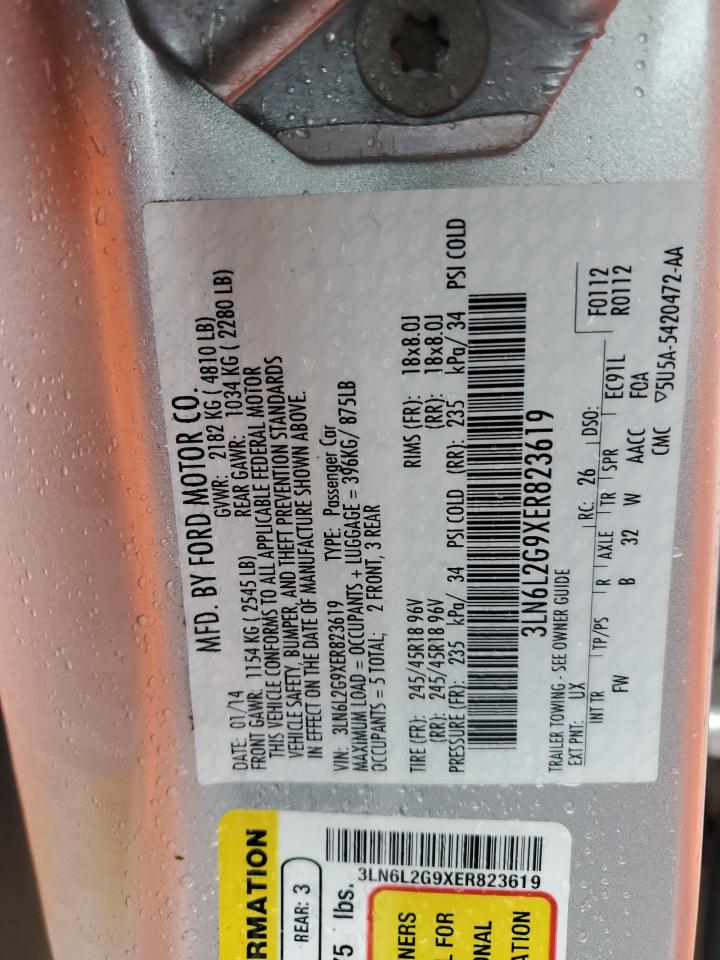 MFD. BY FORD MOTOR CO.
DATE: 01/14 GVWR: 2182 KG ( 4810 LB)
FRONT GAWR: 1154 KG ( 2545 LB) REAR GAWR: 1034 KG ( 2280 LB)
THIS VEHICLE CONFORMS TO ALL APPLICABLE FEDERAL MOTOR
VEHICLE SAFETY, BUMPER, AND THEFT PREVENTION STANDARDS
IN EFFECT ON THE DATE OF MANUFACTURE SHOWN ABOVE.
VIN: 3LN6L2G9XER823619 TYPE: Passenger Car
MAXIMUM LOAD = OCCUPANTS + LUGGAGE = 396KG/ 875LB
OCCUPANTS = 5 TOTAL; 2 FRONT, 3 REAR
TIRE (FR): 245/45R18 96V RIMS (FR): 18x8.0J
(RR): 245/45R18 96V (RR): 18x8.0J
PRESSURE (FR): 235 kPa/ 34 PSI COLD (RR): 235 kPa/ 34 PSI COLD
3LN6L2G9XER823619
TRAILER TOWING - SEE OWNER GUIDE
EXT PNT: UX RC: 26 DSO: F0112
R0112
INT TR TP/PS R AXLE TR SPR EC91L
FW B 32 W AACC FOA
CMC ▽5U5A-5420472-AA
RMATION
REAR: 3
75 lbs.
3LN6L2G9XER823619
NERS
L FOR
ONAL
ATION